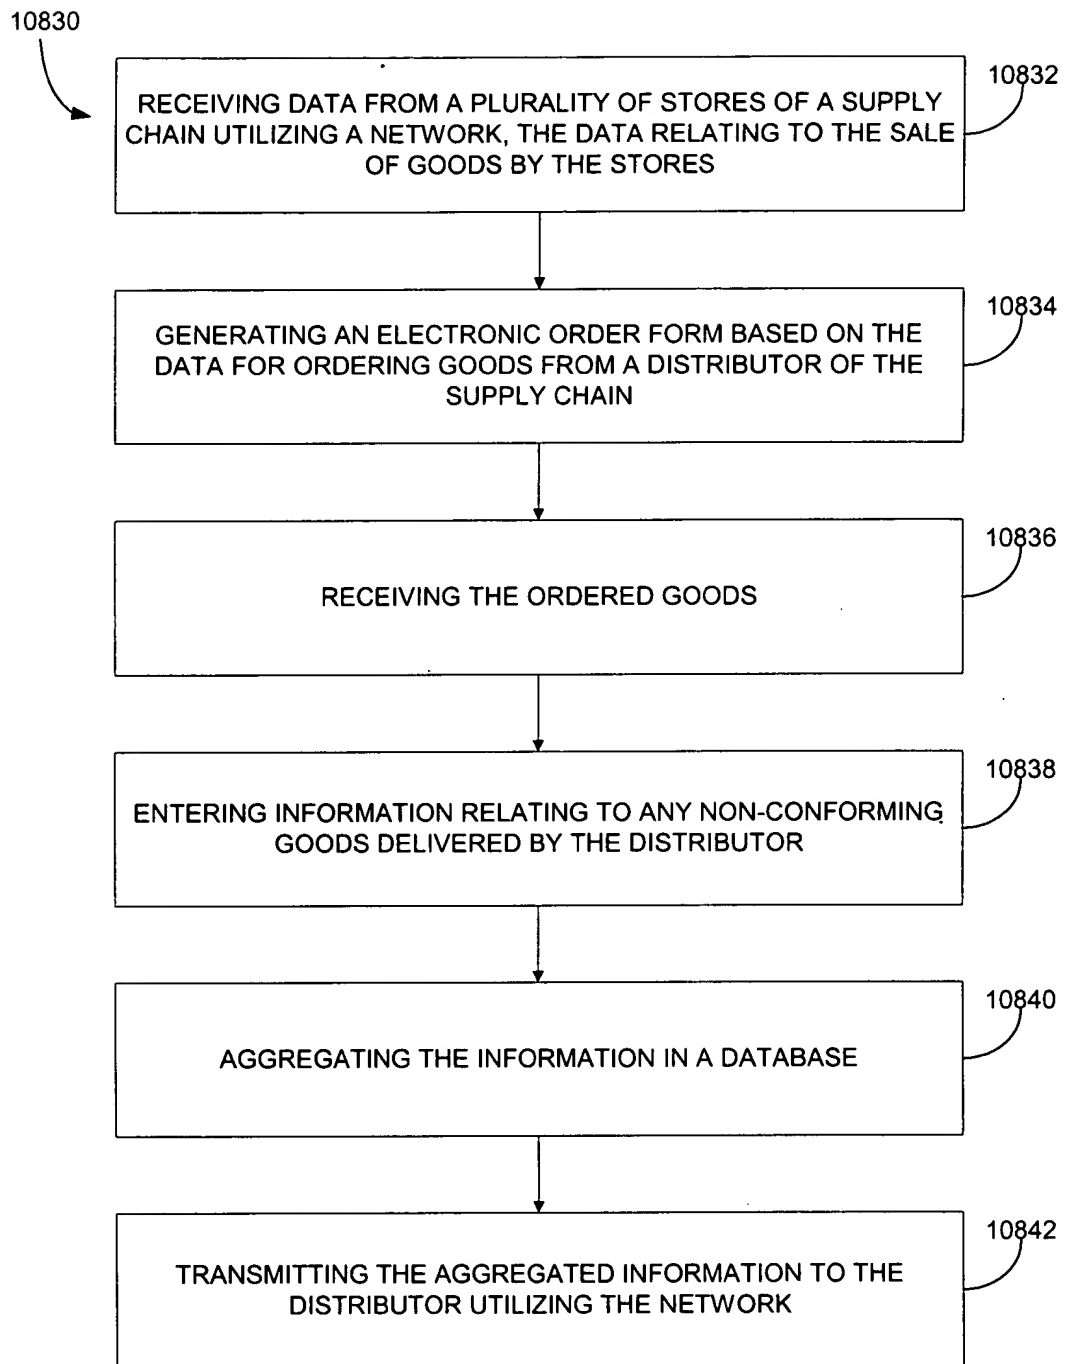 10830
10832
RECEIVING DATA FROM A PLURALITY OF STORES OF A SUPPLY
CHAIN UTILIZING A NETWORK, THE DATA RELATING TO THE SALE
OF GOODS BY THE STORES
10834
GENERATING AN ELECTRONIC ORDER FORM BASED ON THE
DATA FOR ORDERING GOODS FROM A DISTRIBUTOR OF THE
SUPPLY CHAIN
10836
RECEIVING THE ORDERED GOODS
10838
ENTERING INFORMATION RELATING TO ANY NON-CONFORMING
GOODS DELIVERED BY THE DISTRIBUTOR
10840
AGGREGATING THE INFORMATION IN A DATABASE
10842
TRANSMITTING THE AGGREGATED INFORMATION TO THE
DISTRIBUTOR UTILIZING THE NETWORK